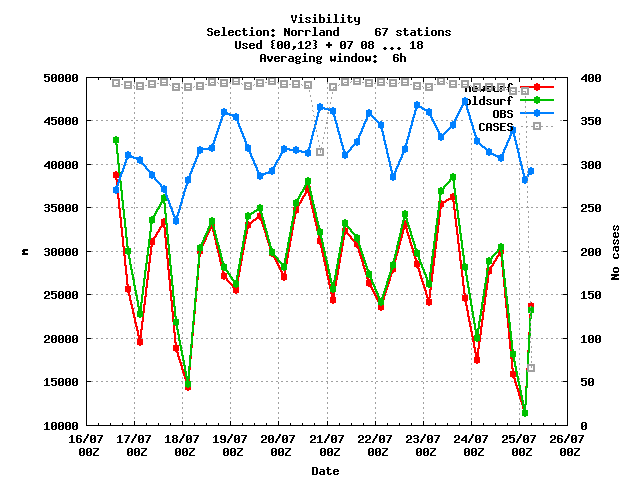 Visibility
Selection: Norrland     67 stations
Used {00,12} + 07 08 ... 18
Averaging window:  6h
50000 400
newsurf
oldsurf
OBS
CASES
45000 350
40000 300
35000 250
30000 200
25000 150
20000 100
15000 50
10000 0
m
No cases
16/07 17/07 18/07 19/07 20/07 21/07 22/07 23/07 24/07 25/07 26/07
00Z 00Z 00Z 00Z 00Z 00Z 00Z 00Z 00Z 00Z 00Z
Date